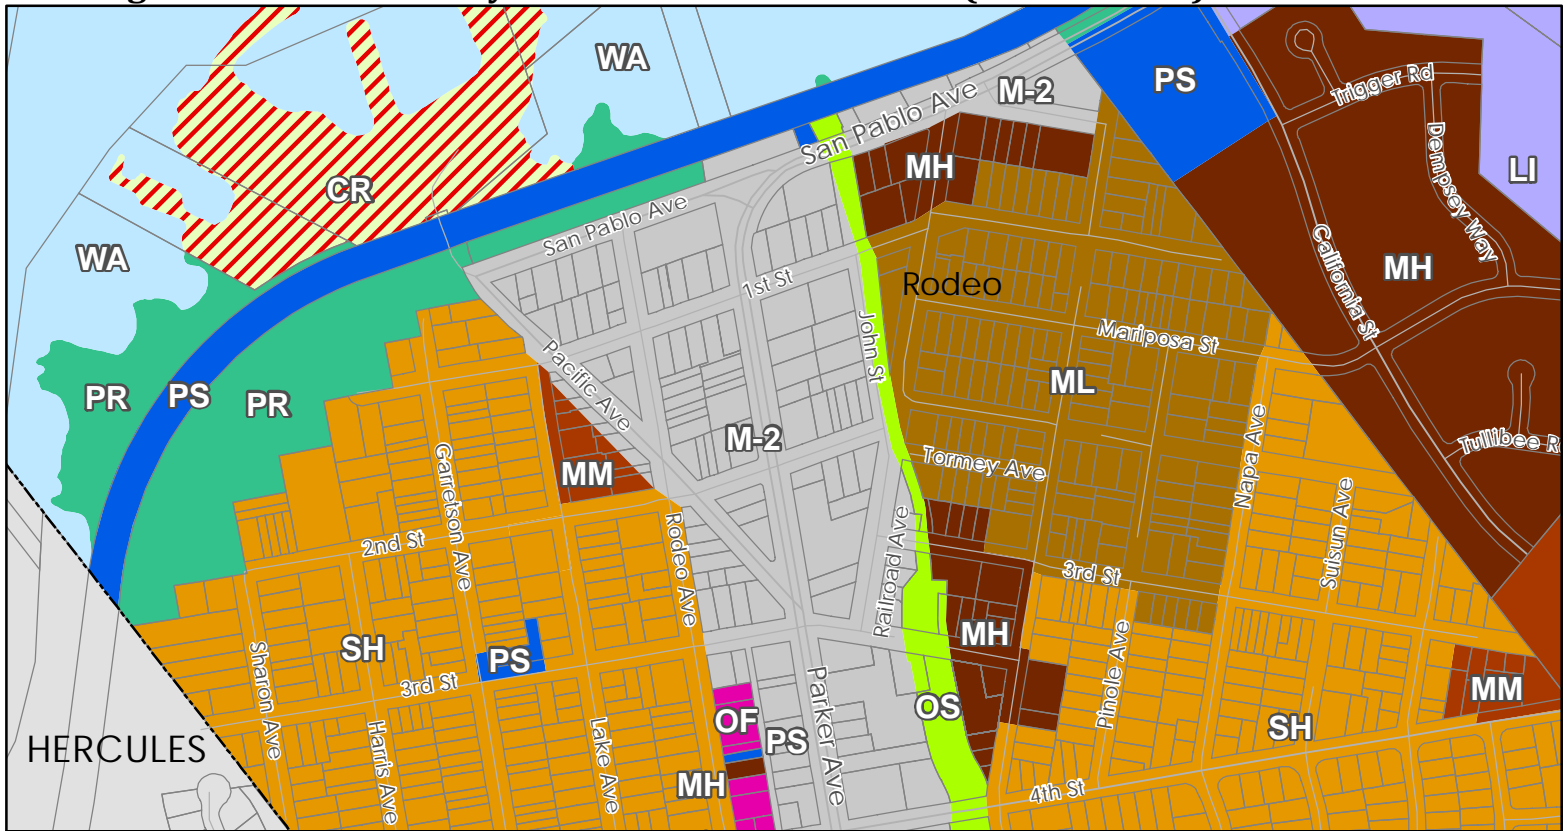 WA
San Pablo Ave
M-2
PS
Trigger Rd
Dempsey Way
LI
MH
CR
San Pablo Ave
WA
1st St
Rodeo
California St
MH
John St
Mariposa St
Pacific Ave
ML
PR
PS
PR
M-2
Napa Ave
Tullibee R
Garretson Ave
MM
Tormey Ave
Suisun Ave
2nd St
Rodeo Ave
Railroad Ave
3rd St
SH
PS
MH
Pinole Ave
Sharon Ave
3rd St
Parker Ave
OS
MM
HERCULES
Harris Ave
Lake Ave
OF
PS
SH
MH
4th St